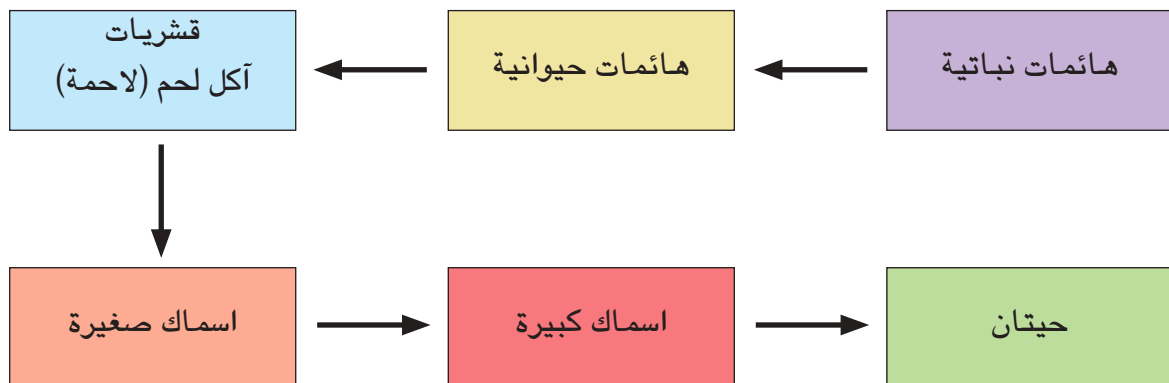 هائمات نباتية
هائمات حيوانية
قشريات
آكل لحم (لاحمة)
اسماك صغيرة
اسماك كبيرة
حيتان